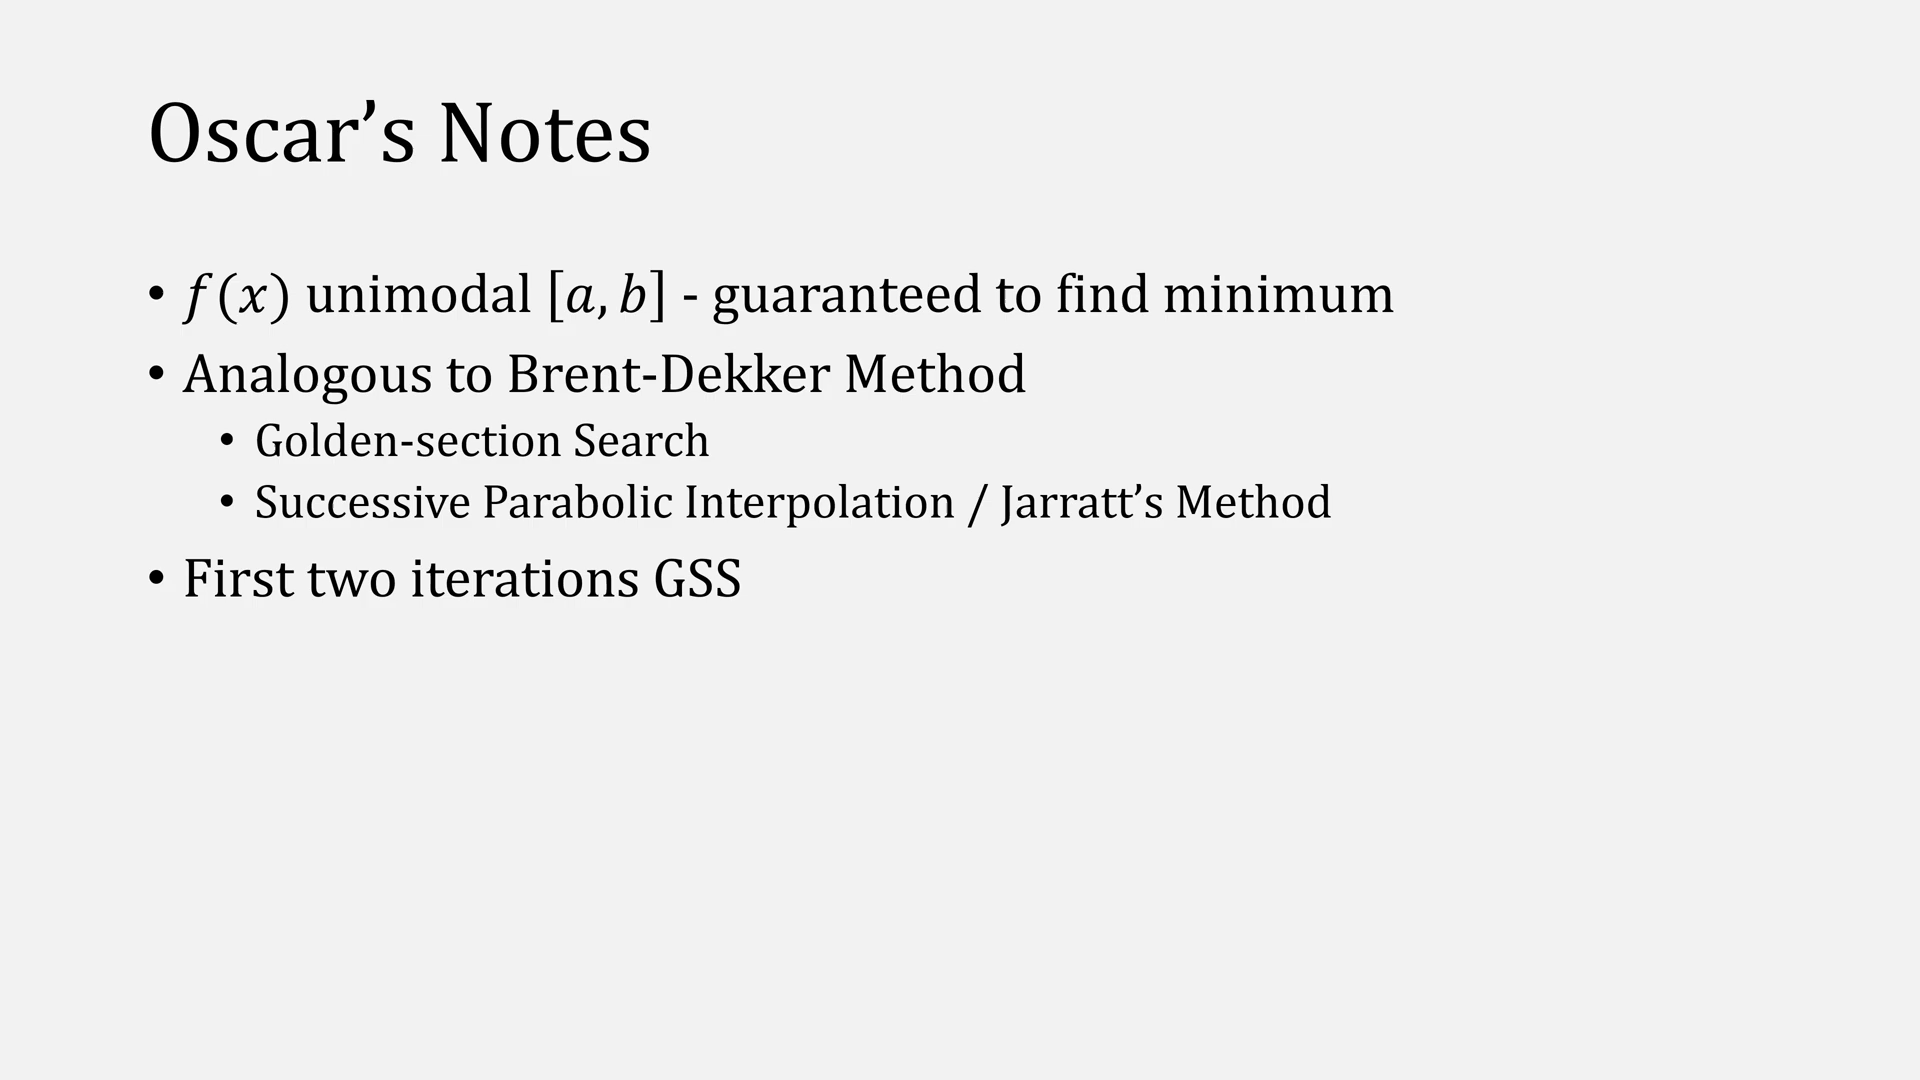 Oscar’s Notes
• f(x) unimodal [a, b] - guaranteed to find minimum
• Analogous to Brent-Dekker Method
• Golden-section Search
• Successive Parabolic Interpolation / Jarratt’s Method
• First two iterations GSS